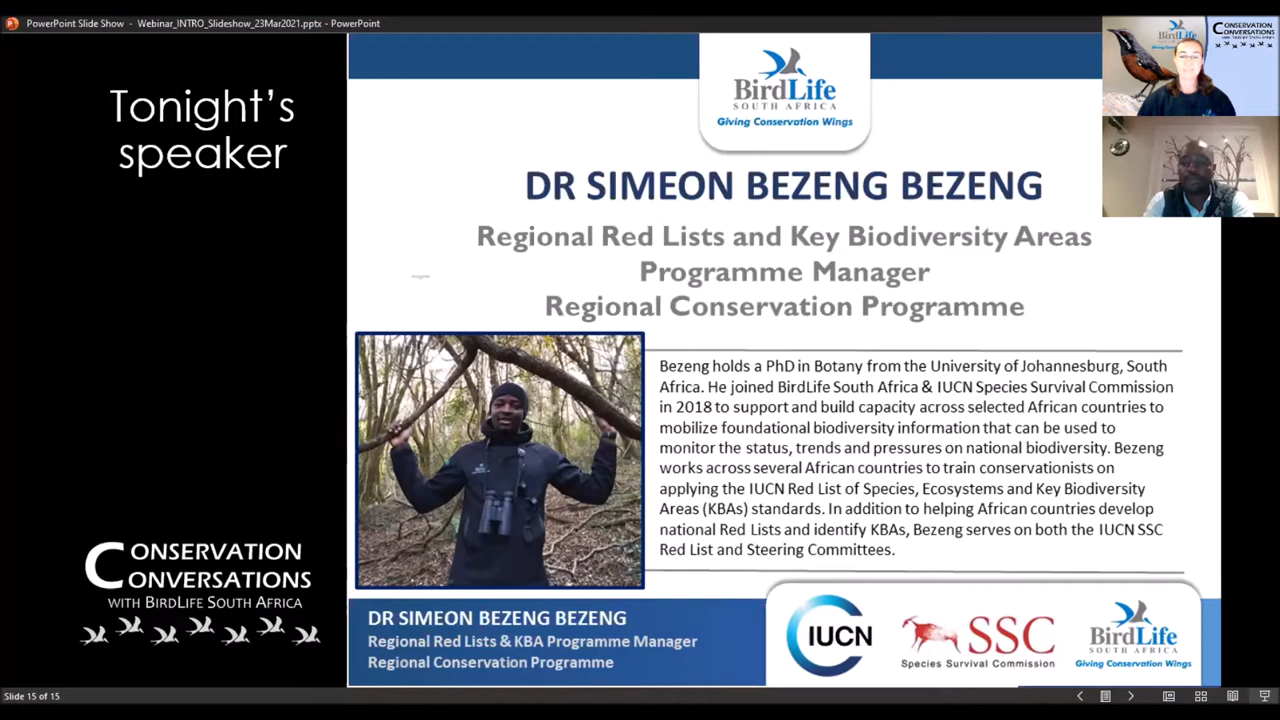 PowerPoint Slide Show - Webinar_INTRO_Slideshow_23Mar2021.pptx - PowerPoint
Tonight's
speaker
BirdLife
SOUTH AFRICA
Giving Conservation Wings
BirdLife
CONSERVATION
CONVERSATIONS
DR SIMEON BEZENG BEZENG
Regional Red Lists and Key Biodiversity Areas
Programme Manager
Regional Conservation Programme
Bezeng holds a PhD in Botany from the University of Johannesburg, South
Africa. He joined BirdLife South Africa & IUCN Species Survival Commission
in 2018 to support and build capacity across selected African countries to
mobilize foundational biodiversity information that can be used to
monitor the status, trends and pressures on national biodiversity. Bezeng
works across several African countries to train conservationists on
applying the IUCN Red List of Species, Ecosystems and Key Biodiversity
Areas (KBAs) standards. In addition to helping African countries develop
national Red Lists and identify KBAs, Bezeng serves on both the IUCN SSC
Red List and Steering Committees.
CONSERVATION
CONVERSATIONS
WITH BIRDLIFE SOUTH AFRICA
DR SIMEON BEZENG BEZENG
Regional Red Lists & KBA Programme Manager
Regional Conservation Programme
IUCN
SSC
Species Survival Commission
BirdLife
SOUTH AFRICA
Giving Conservation Wings
Slide 15 of 15